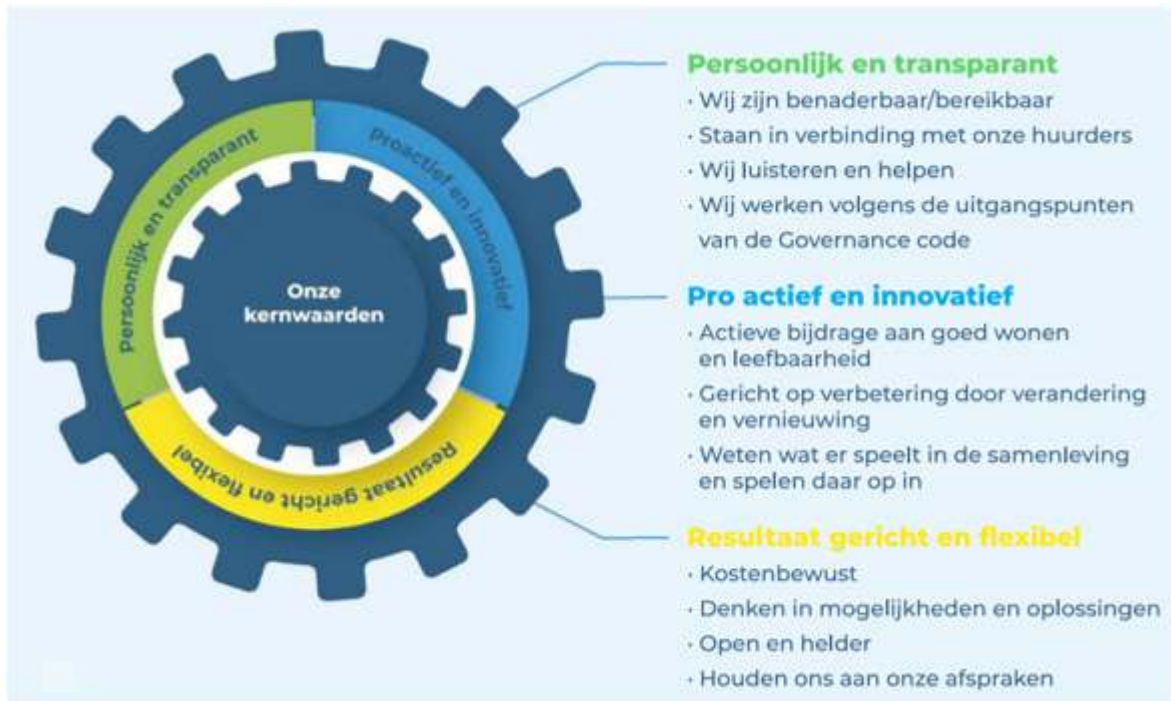 Persoonlijk en transparant
Proactief en innovatief
Resultaat gericht en flexibel
Onze
kernwaarden
Persoonlijk en transparant
· Wij zijn benaderbaar/bereikbaar
· Staan in verbinding met onze huurders
· Wij luisteren en helpen
· Wij werken volgens de uitgangspunten
van de Governance code
Pro actief en innovatief
· Actieve bijdrage aan goed wonen
en leefbaarheid
· Gericht op verbetering door verandering
en vernieuwing
· Weten wat er speelt in de samenleving
en spelen daar op in
Resultaat gericht en flexibel
· Kostenbewust
· Denken in mogelijkheden en oplossingen
· Open en helder
· Houden ons aan onze afspraken